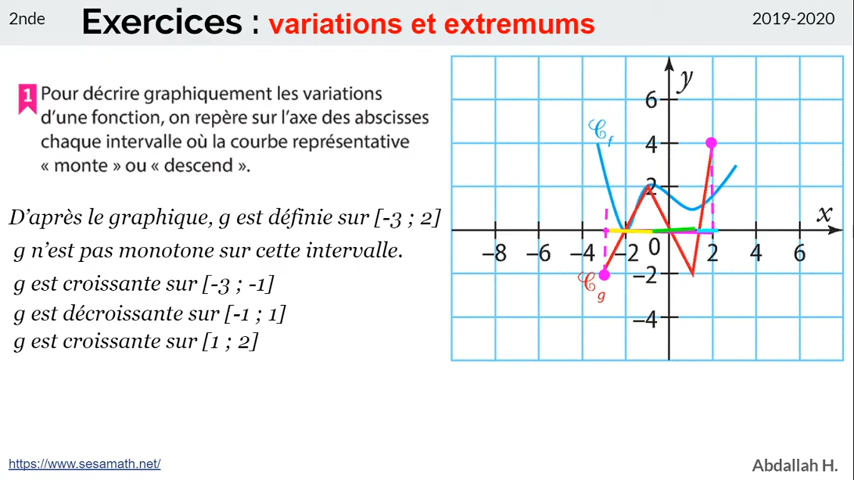 2nde
Exercices : variations et extremums
2019-2020
1 Pour décrire graphiquement les variations
d'une fonction, on repère sur l'axe des abscisses
chaque intervalle où la courbe représentative
« monte » ou « descend ».
D'après le graphique, g est définie sur [-3 ; 2]
g n'est pas monotone sur cette intervalle.
g est croissante sur [-3 ; -1]
g est décroissante sur [-1 ; 1]
g est croissante sur [1 ; 2]
y
6
𝒞f
4
2
x
−8 −6 −4 −2 0 2 4 6
−2
𝒞g
−4
https://www.sesamath.net/
Abdallah H.